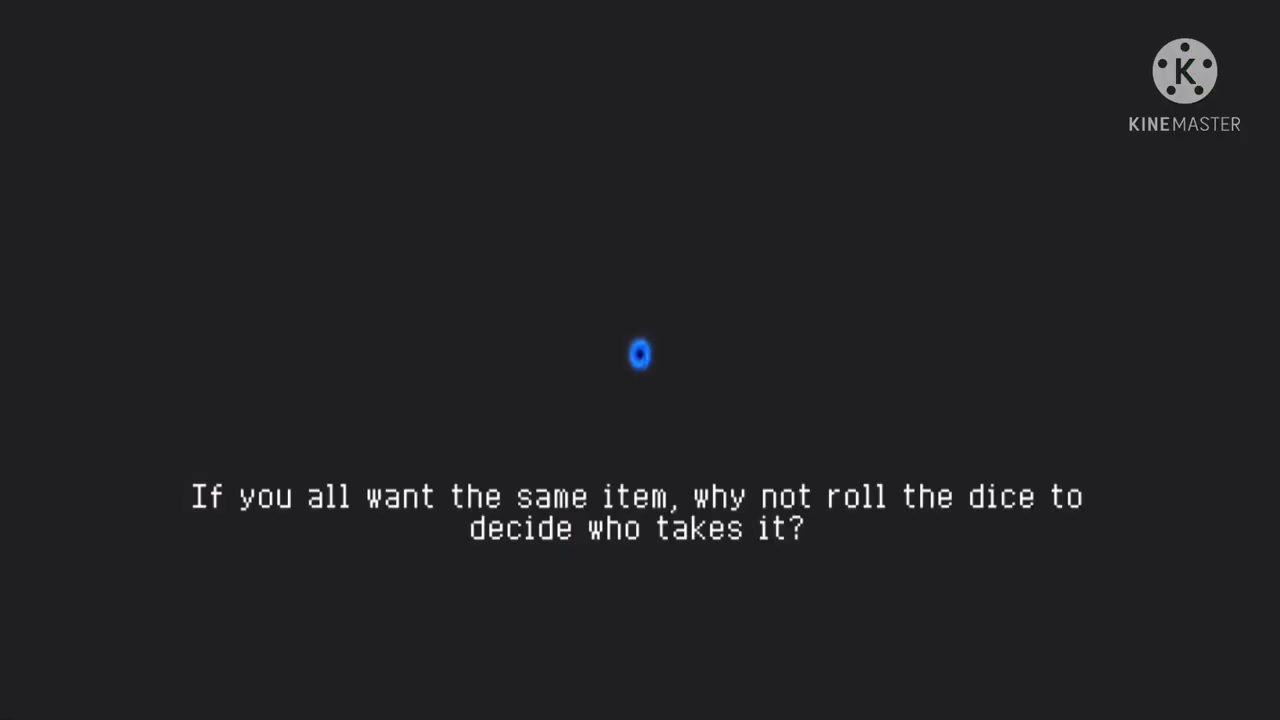 K
KINEMASTER
If you all want the same item, why not roll the dice to
decide who takes it?